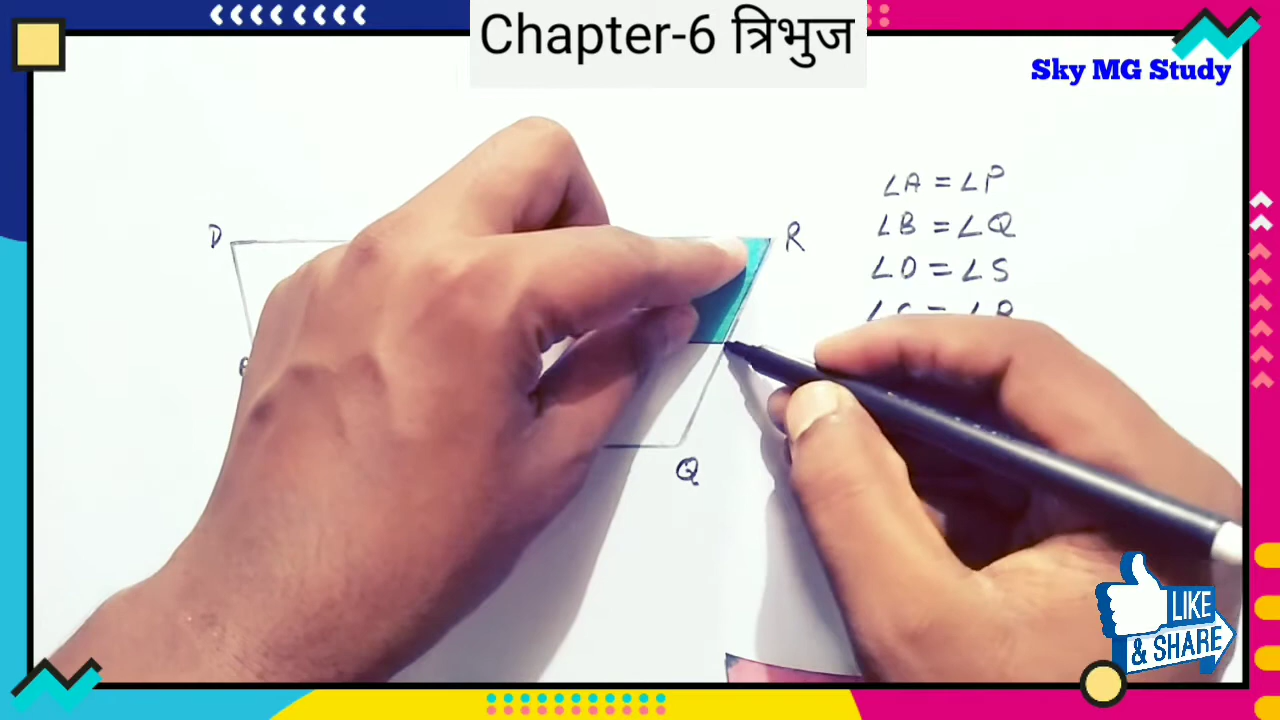 Chapter-6 त्रिभुज
Sky MG Study
D
R
∠A = ∠P
∠B = ∠Q
∠D = ∠S
Q
LIKE
& SHARE